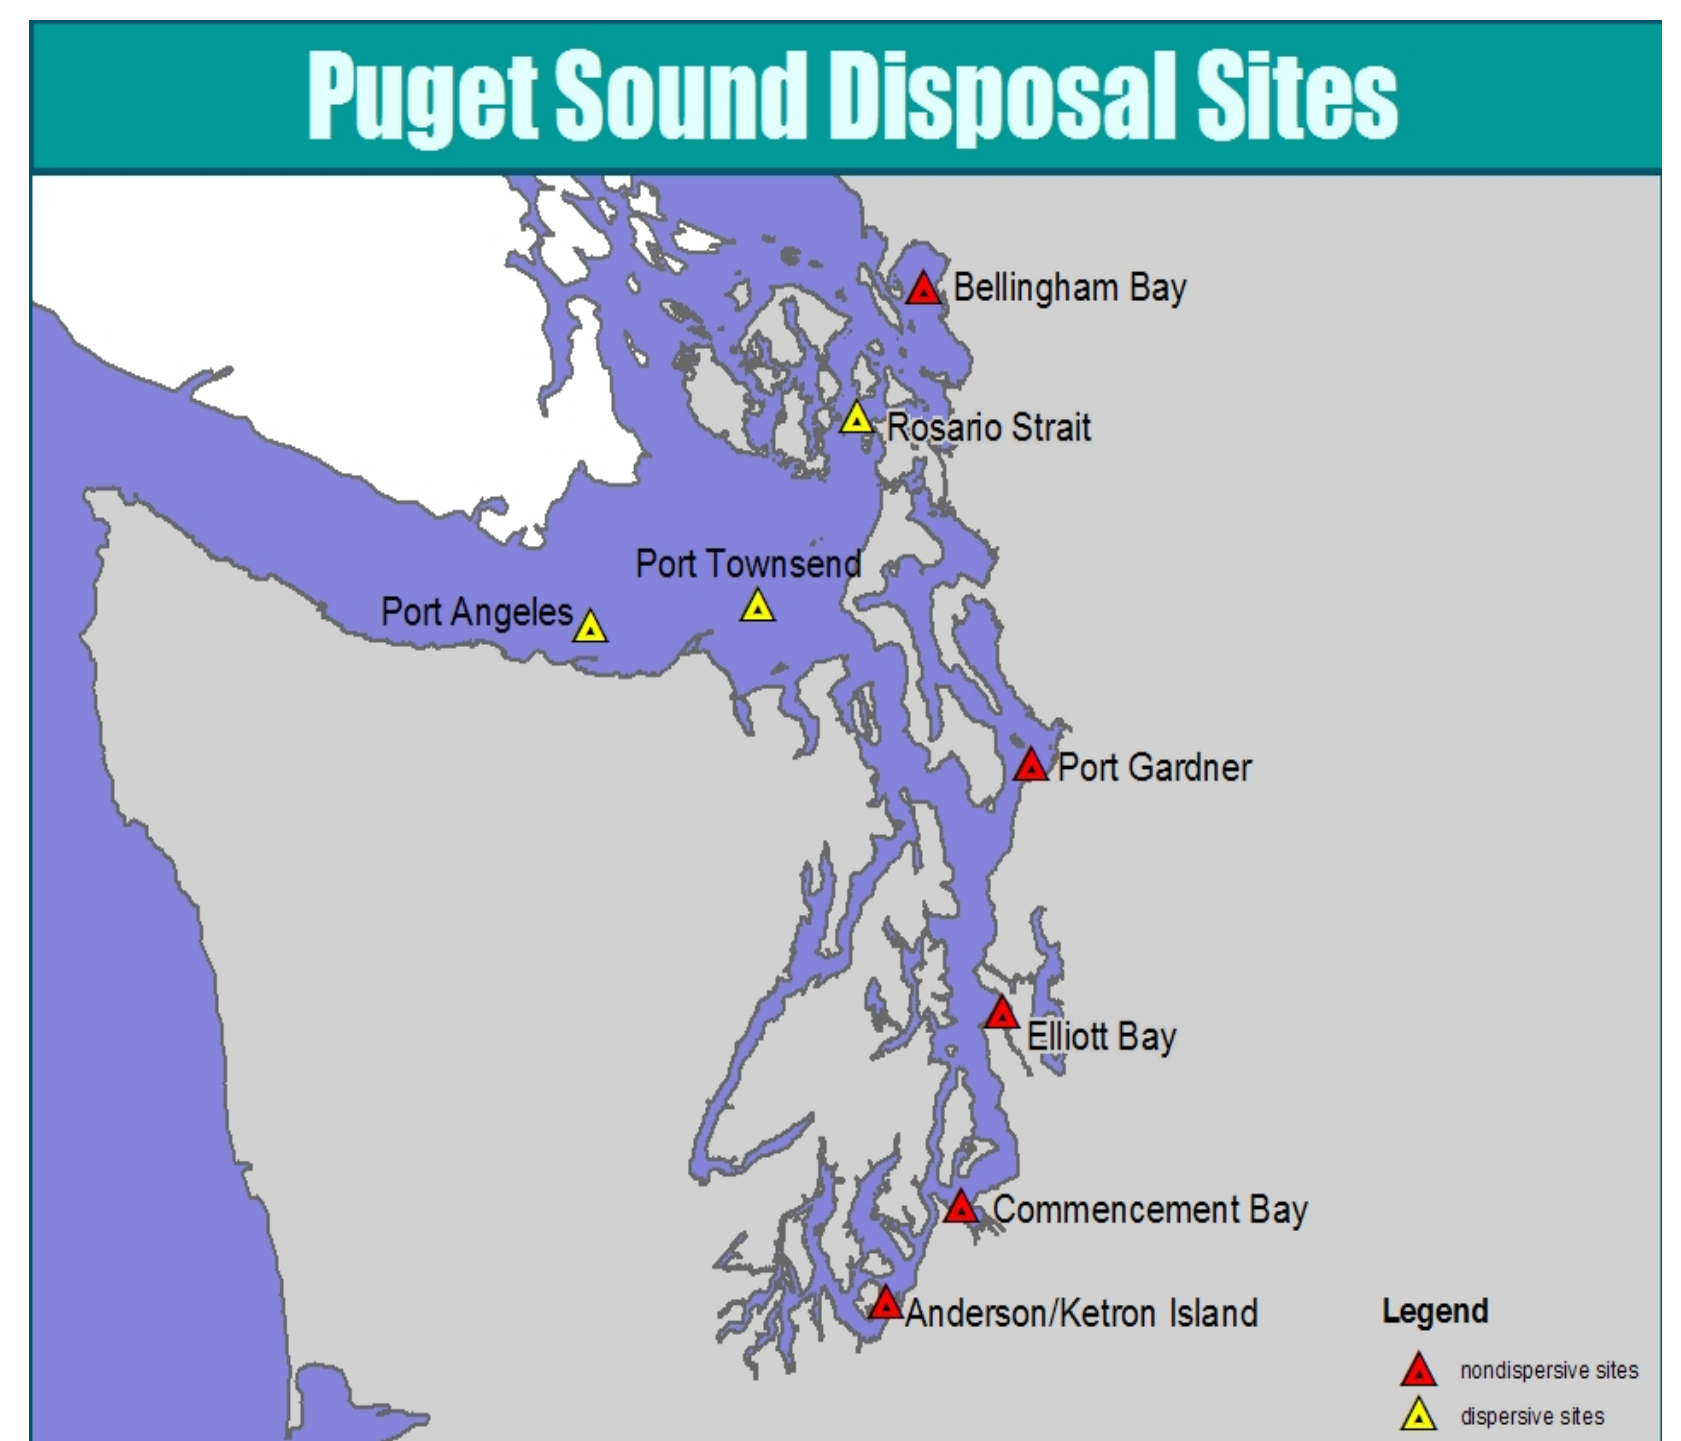 Puget Sound Disposal Sites
Bellingham Bay
Rosario Strait
Port Townsend
Port Angeles
Port Gardner
Elliott Bay
Commencement Bay
Anderson/Ketron Island
Legend
nondispersive sites
dispersive sites